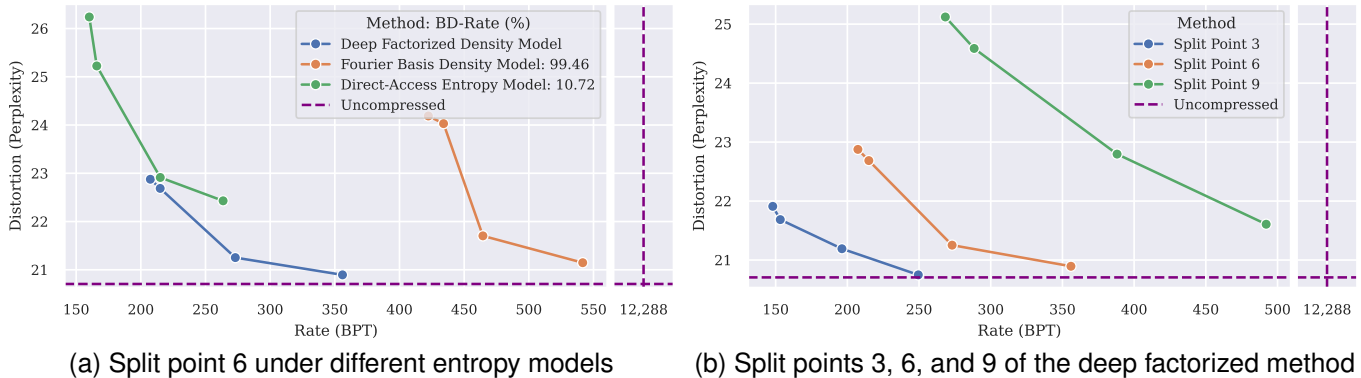 Method: BD-Rate (%)
Deep Factorized Density Model
Fourier Basis Density Model: 99.46
Direct-Access Entropy Model: 10.72
Uncompressed
Distortion (Perplexity)
26
25
24
23
22
21
150 200 250 300 350 400 450 500 550 12,288
Rate (BPT)
(a) Split point 6 under different entropy models
Method
Split Point 3
Split Point 6
Split Point 9
Uncompressed
Distortion (Perplexity)
25
24
23
22
21
150 200 250 300 350 400 450 500 12,288
Rate (BPT)
(b) Split points 3, 6, and 9 of the deep factorized method